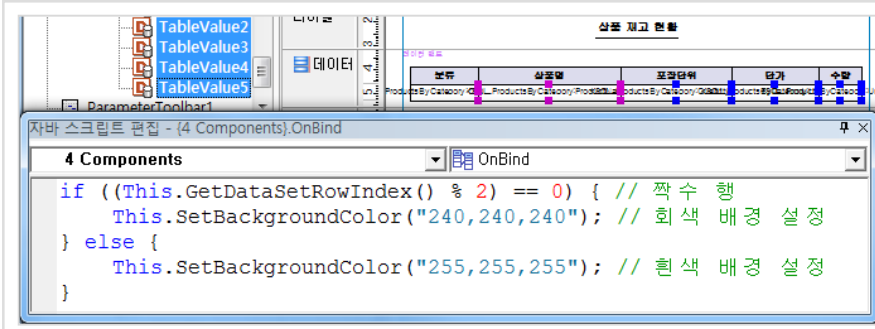 TableValue2
TableValue3
TableValue4
TableValue5
ParameterToolbar1
데이터
상품 재고 현황
분류 상품명 포장단위 단가 수량
자바 스크립트 편집 - {4 Components}.OnBind
4 Components
OnBind
if ((This.GetDataSetRowIndex() % 2) == 0) { // 짝수 행
This.SetBackgroundColor("240,240,240"); // 회색 배경 설정
} else {
This.SetBackgroundColor("255,255,255"); // 흰색 배경 설정
}